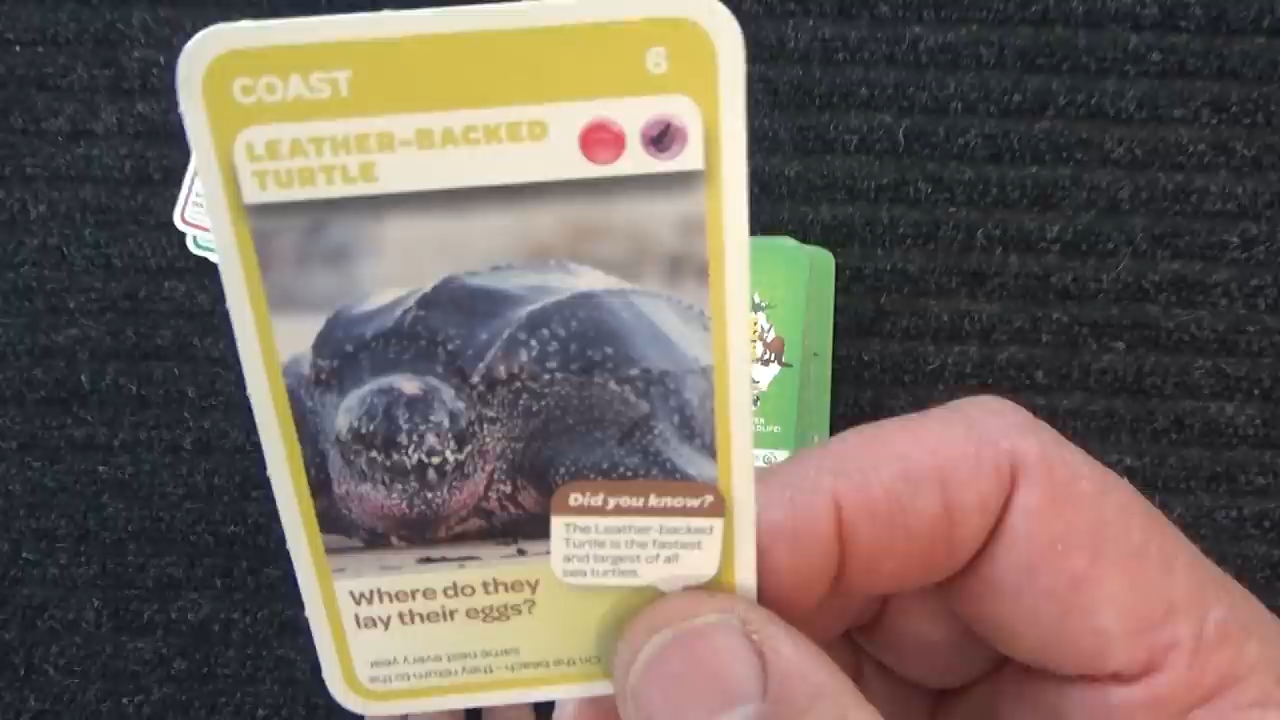 COAST
6
LEATHER-BACKED
TURTLE
Did you know?
The Leather-backed
Turtle is the fastest
and largest of all
sea turtles.
Where do they
lay their eggs?
On the beach - they return to the
same nest every year